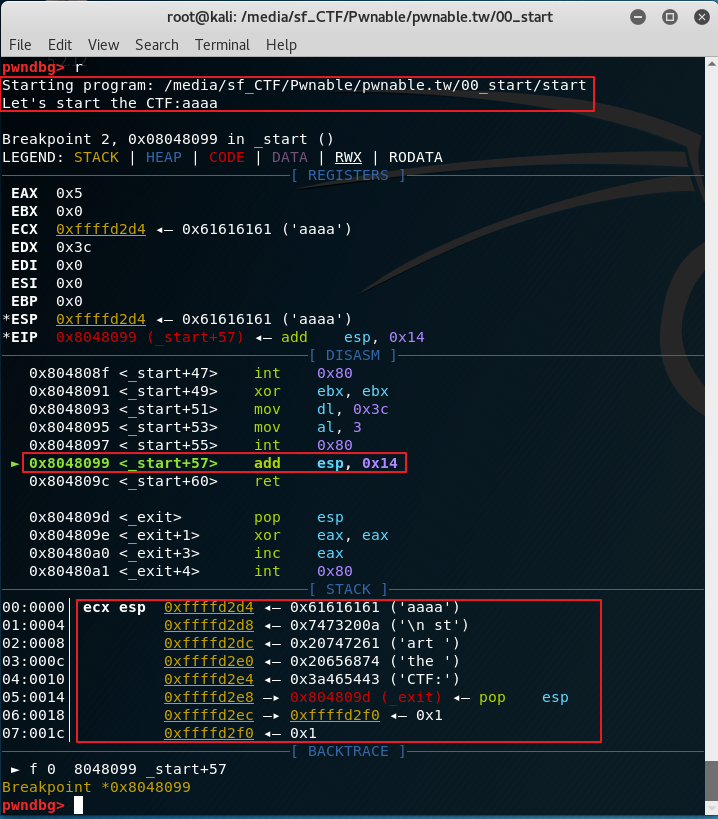 root@kali: /media/sf_CTF/Pwnable/pwnable.tw/00_start
File Edit View Search Terminal Help
pwndbg> r
Starting program: /media/sf_CTF/Pwnable/pwnable.tw/00_start/start
Let's start the CTF:aaaa
Breakpoint 2, 0x08048099 in _start ()
LEGEND: STACK | HEAP | CODE | DATA | RWX | RODATA
[ REGISTERS ]
EAX 0x5
EBX 0x0
ECX 0xffffd2d4 ◂— 0x61616161 ('aaaa')
EDX 0x3c
EDI 0x0
ESI 0x0
EBP 0x0
*ESP 0xffffd2d4 ◂— 0x61616161 ('aaaa')
*EIP 0x8048099 (_start+57) ◂— add esp, 0x14
[ DISASM ]
0x804808f <_start+47> int 0x80
0x8048091 <_start+49> xor ebx, ebx
0x8048093 <_start+51> mov dl, 0x3c
0x8048095 <_start+53> mov al, 3
0x8048097 <_start+55> int 0x80
► 0x8048099 <_start+57> add esp, 0x14
0x804809c <_start+60> ret
0x804809d <_exit> pop esp
0x804809e <_exit+1> xor eax, eax
0x80480a0 <_exit+3> inc eax
0x80480a1 <_exit+4> int 0x80
[ STACK ]
00:0000│ ecx esp 0xffffd2d4 ◂— 0x61616161 ('aaaa')
01:0004│ 0xffffd2d8 ◂— 0x7473200a ('\n st')
02:0008│ 0xffffd2dc ◂— 0x20747261 ('art ')
03:000c│ 0xffffd2e0 ◂— 0x20656874 ('the ')
04:0010│ 0xffffd2e4 ◂— 0x3a465443 ('CTF:')
05:0014│ 0xffffd2e8 —▸ 0x804809d (_exit) ◂— pop esp
06:0018│ 0xffffd2ec —▸ 0xffffd2f0 ◂— 0x1
07:001c│ 0xffffd2f0 ◂— 0x1
[ BACKTRACE ]
► f 0 8048099 _start+57
Breakpoint *0x8048099
pwndbg>